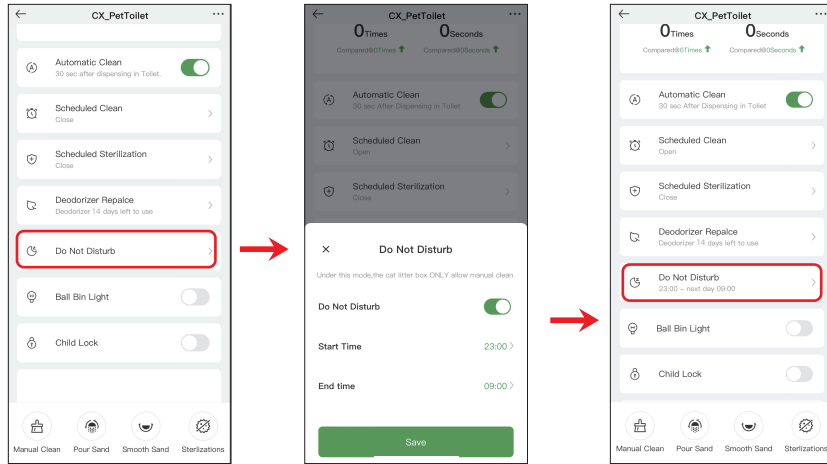 CX_PetToilet
Automatic Clean
30 sec after dispensing in Toliet.
Scheduled Clean
Close
Scheduled Sterilization
Close
Deodorizer Repalce
Deodorizer 14 days left to use
Do Not Disturb
Ball Bin Light
Child Lock
Manual Clean
Pour Sand
Smooth Sand
Sterlizations
CX_PetToilet
0Times
0Seconds
Compared@0Times
Compared@0Seconds
Automatic Clean
30 sec After Dispensing in Toliet
Scheduled Clean
Open
Scheduled Sterilization
Close
Do Not Disturb
Under this mode,the cat litter box ONLY allow manual clean.
Do Not Disturb
Start Time
23:00
End time
09:00
Save
CX_PetToilet
0Times
0Seconds
Compared@0Times
Compared@0Seconds
Automatic Clean
30 sec After Dispensing in Toliet
Scheduled Clean
Open
Scheduled Sterilization
Close
Deodorizer Repalce
Deodorizer 14 days left to use
Do Not Disturb
23:00 - next day 09:00
Ball Bin Light
Child Lock
Manual Clean
Pour Sand
Smooth Sand
Sterlizations